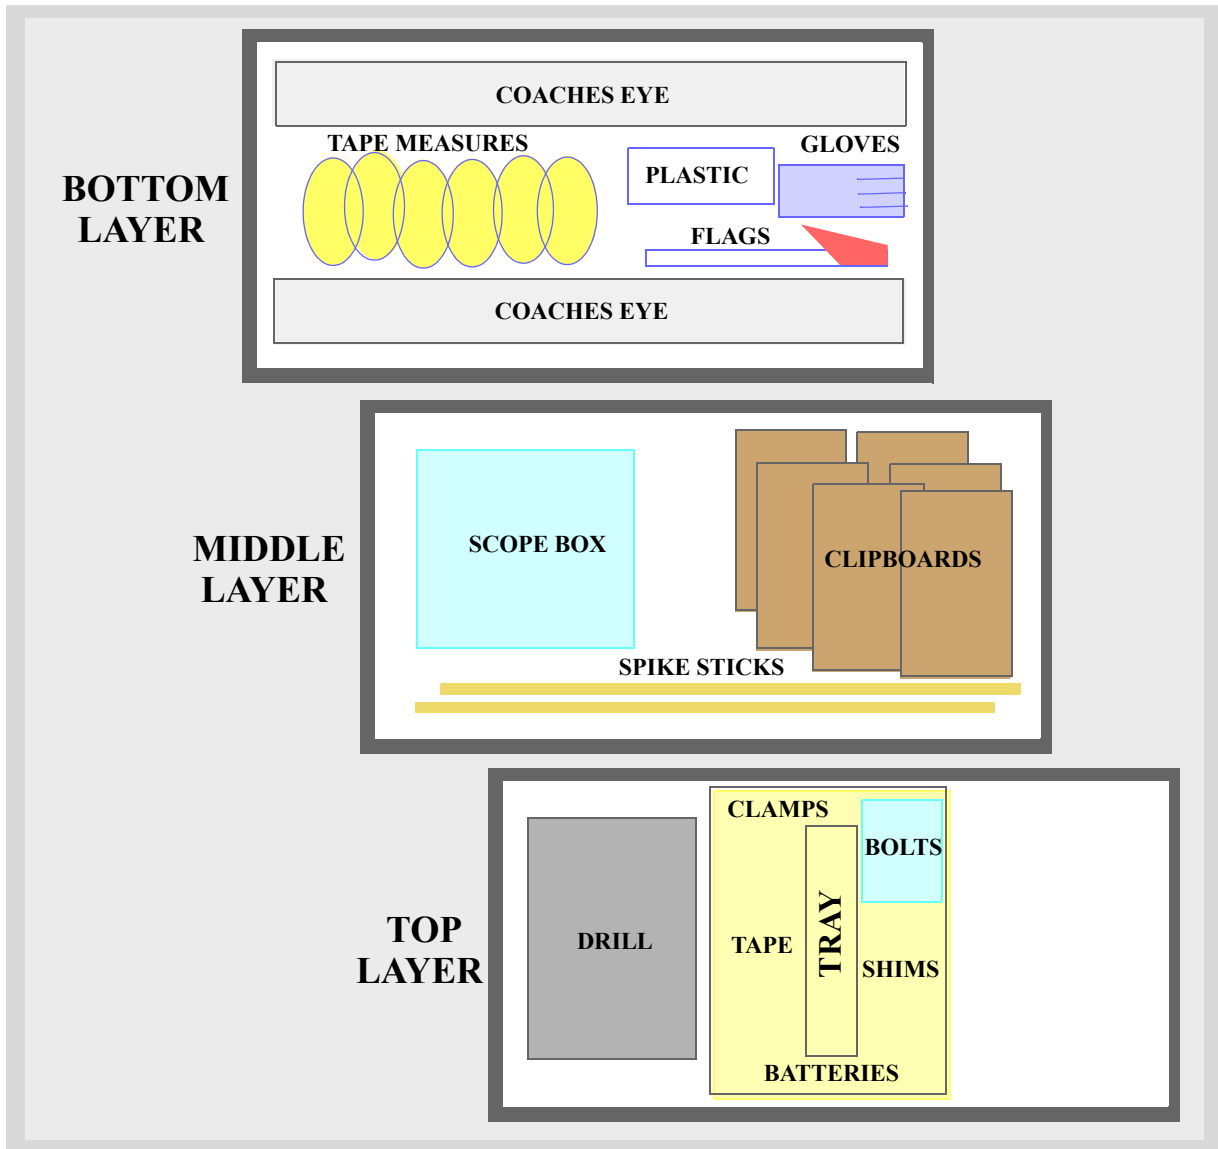 COACHES EYE
TAPE MEASURES
GLOVES
PLASTIC
BOTTOM
LAYER
FLAGS
COACHES EYE
SCOPE BOX
CLIPBOARDS
MIDDLE
LAYER
SPIKE STICKS
CLAMPS
BOLTS
TOP
LAYER
DRILL
TAPE
TRAY
SHIMS
BATTERIES